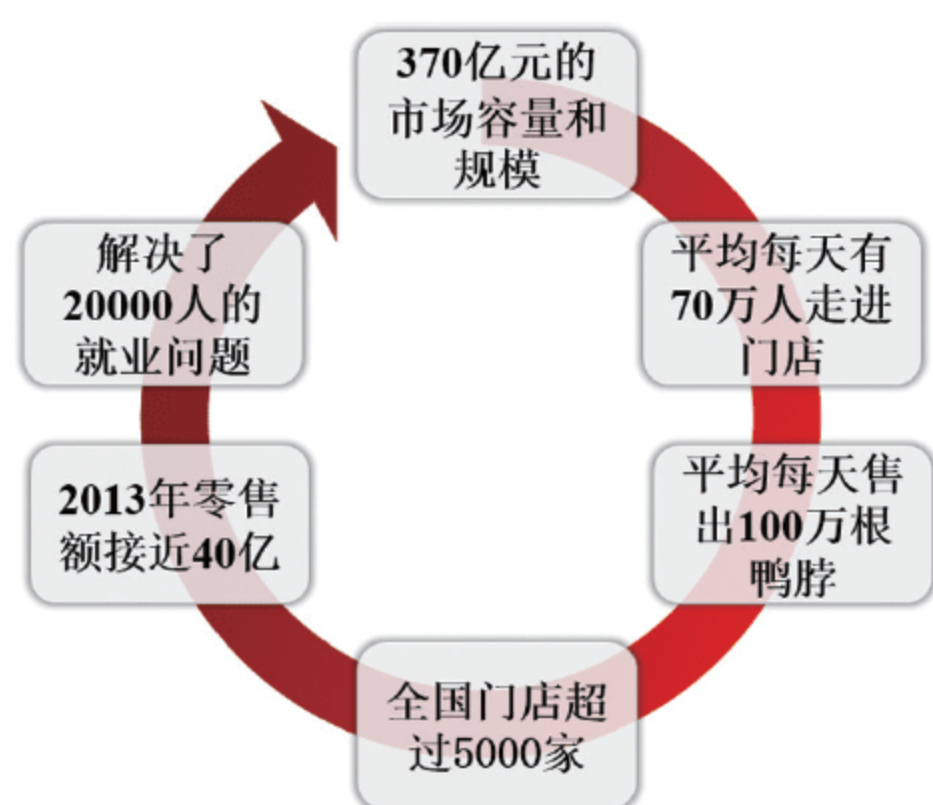 370亿元的
市场容量和
规模
平均每天有
70万人走进
门店
平均每天售
出100万根
鸭脖
全国门店超
过5000家
2013年零售
额接近40亿
解决了
20000人的
就业问题